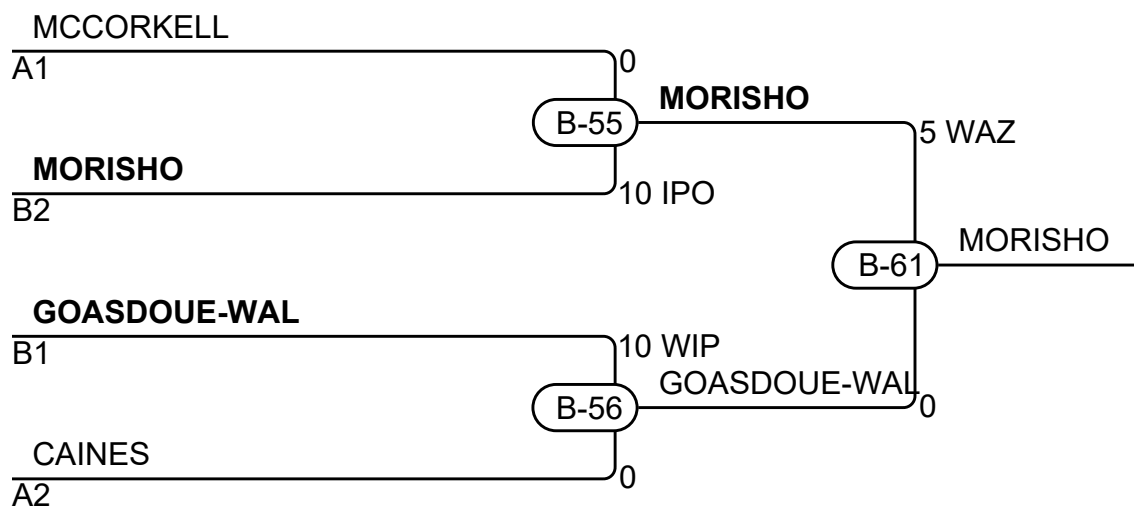 MCCORKELL
A1
0
B-55
MORISHO
5 WAZ
MORISHO
B2
10 IPO
B-61
MORISHO
GOASDOUE-WAL
B1
10 WIP
B-56
GOASDOUE-WAL
0
CAINES
A2
0